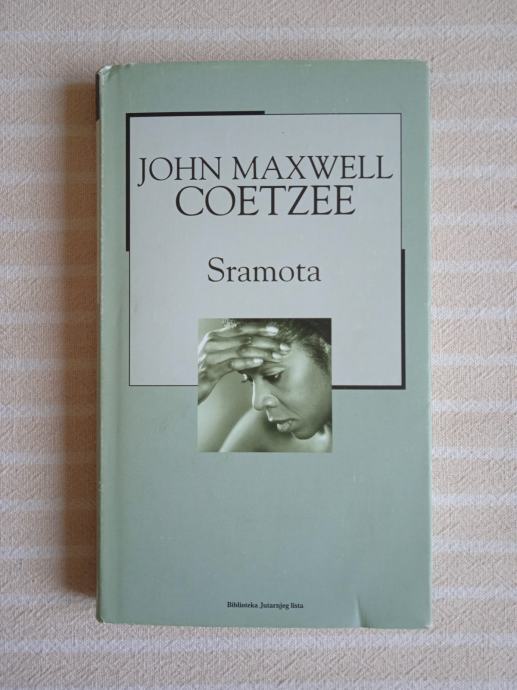 JOHN MAXWELL
COETZEE
Sramota
Biblioteka Jutarnjeg lista